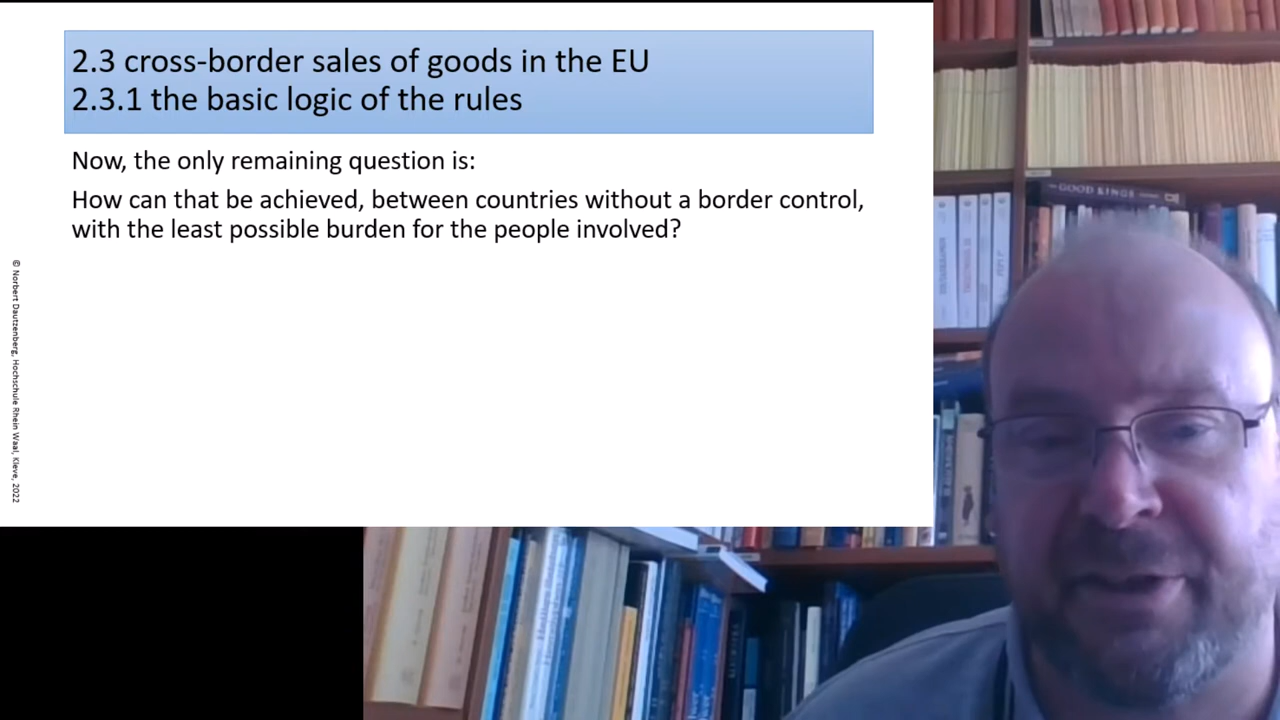 2.3 cross-border sales of goods in the EU
2.3.1 the basic logic of the rules
Now, the only remaining question is:
How can that be achieved, between countries without a border control,
with the least possible burden for the people involved?
© Norbert Dautzenberg, Hochschule Rhein Waal, Kleve, 2022
GOOD KINGS